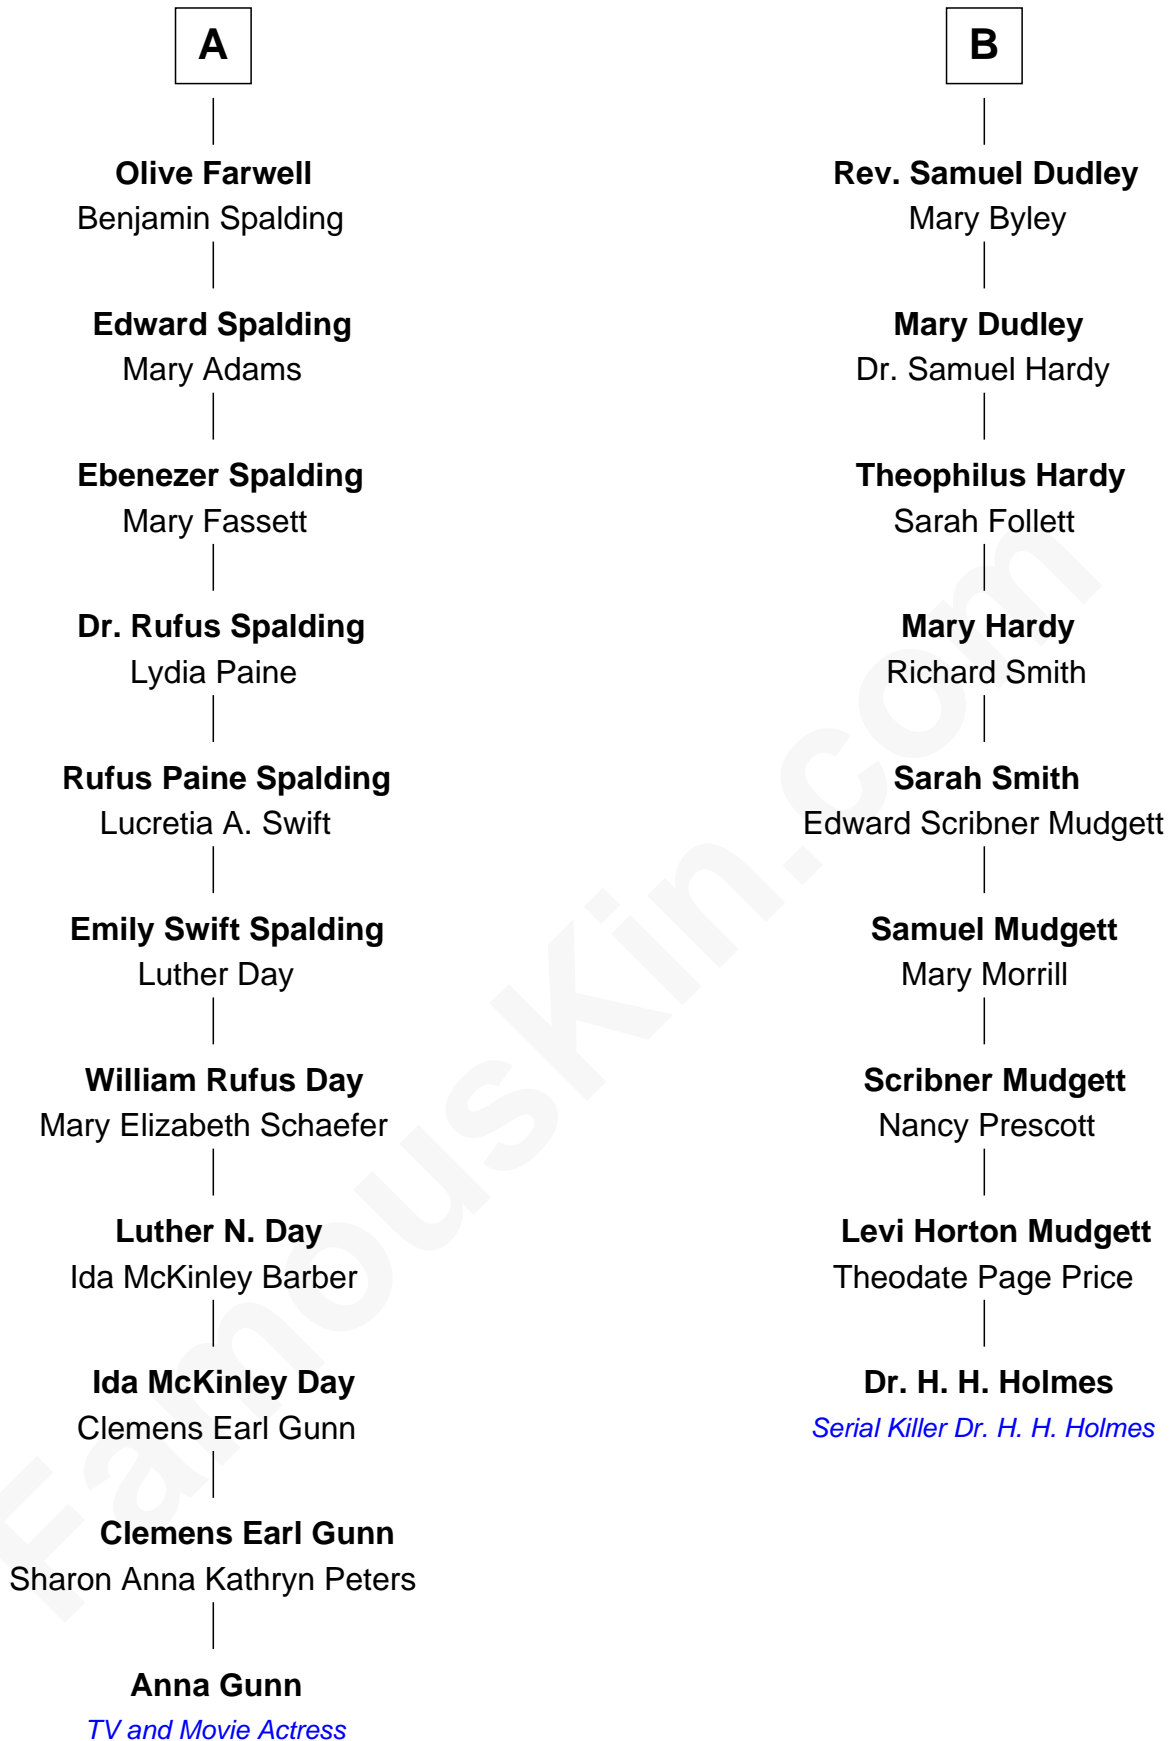 A
Olive Farwell
Benjamin Spalding
Edward Spalding
Mary Adams
Ebenezer Spalding
Mary Fassett
Dr. Rufus Spalding
Lydia Paine
Rufus Paine Spalding
Lucretia A. Swift
Emily Swift Spalding
Luther Day
William Rufus Day
Mary Elizabeth Schaefer
Luther N. Day
Ida McKinley Barber
Ida McKinley Day
Clemens Earl Gunn
Clemens Earl Gunn
Sharon Anna Kathryn Peters
Anna Gunn
TV and Movie Actress
B
Rev. Samuel Dudley
Mary Byley
Mary Dudley
Dr. Samuel Hardy
Theophilus Hardy
Sarah Follett
Mary Hardy
Richard Smith
Sarah Smith
Edward Scribner Mudgett
Samuel Mudgett
Mary Morrill
Scribner Mudgett
Nancy Prescott
Levi Horton Mudgett
Theodate Page Price
Dr. H. H. Holmes
Serial Killer Dr. H. H. Holmes
FamousKin.com